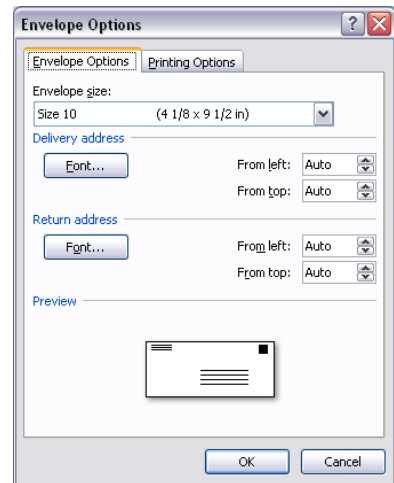 Envelope Options
Envelope Options Printing Options
Envelope size:
Size 10 (4 1/8 x 9 1/2 in)
Delivery address
Font... From left: Auto
From top: Auto
Return address
Font... From left: Auto
From top: Auto
Preview
OK Cancel